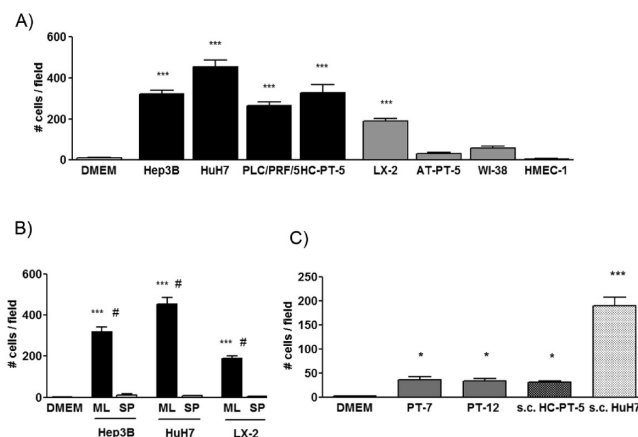 A)
***
***
***
***
***
# cells / field
600
400
200
0
DMEM Hep3B HuH7 PLC/PRF/5 HC-PT-5 LX-2 AT-PT-5 WI-38 HMEC-1
B)
# cells / field
600
400
200
0
*** #
*** #
*** #
DMEM ML SP ML SP ML SP
Hep3B HuH7 LX-2
C)
# cells / field
250
200
150
100
50
0
*
*
*
***
DMEM PT-7 PT-12 s.c. HC-PT-5 s.c. HuH7